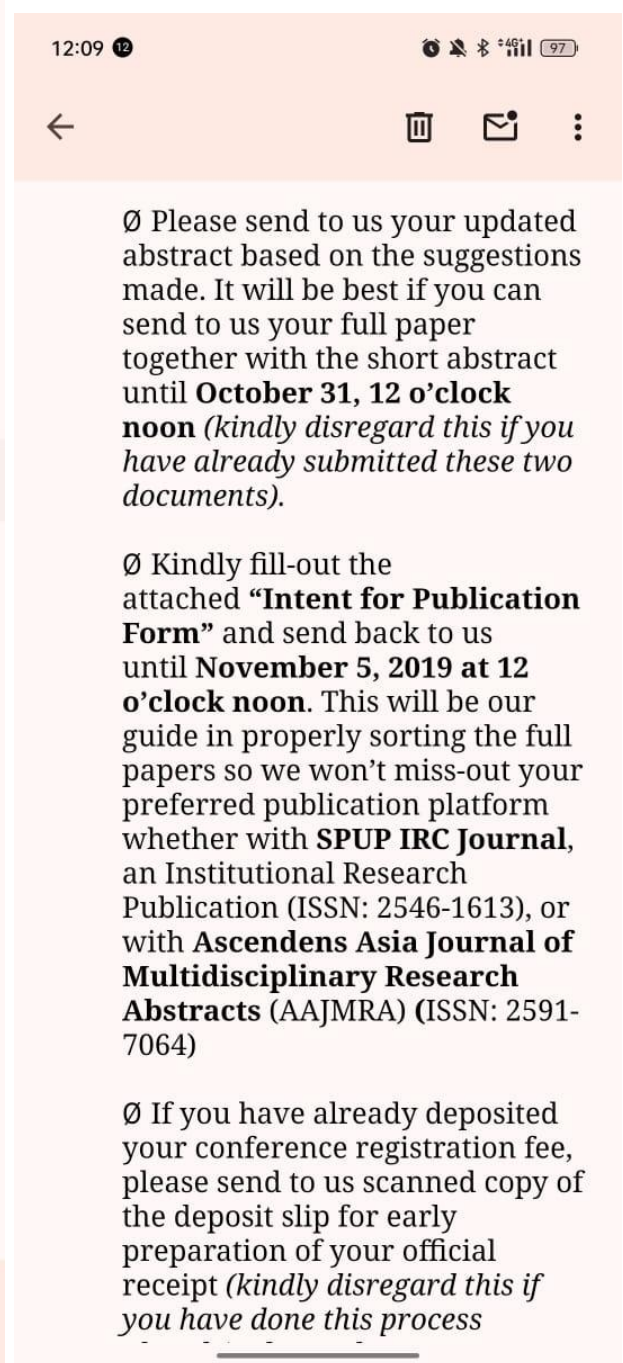 12:09 12 4G 97
Ø Please send to us your updated
abstract based on the suggestions
made. It will be best if you can
send to us your full paper
together with the short abstract
until October 31, 12 o’clock
noon (kindly disregard this if you
have already submitted these two
documents).
Ø Kindly fill-out the
attached “Intent for Publication
Form” and send back to us
until November 5, 2019 at 12
o’clock noon. This will be our
guide in properly sorting the full
papers so we won’t miss-out your
preferred publication platform
whether with SPUP IRC Journal,
an Institutional Research
Publication (ISSN: 2546-1613), or
with Ascendens Asia Journal of
Multidisciplinary Research
Abstracts (AAJMRA) (ISSN: 2591-
7064)
Ø If you have already deposited
your conference registration fee,
please send to us scanned copy of
the deposit slip for early
preparation of your official
receipt (kindly disregard this if
you have done this process